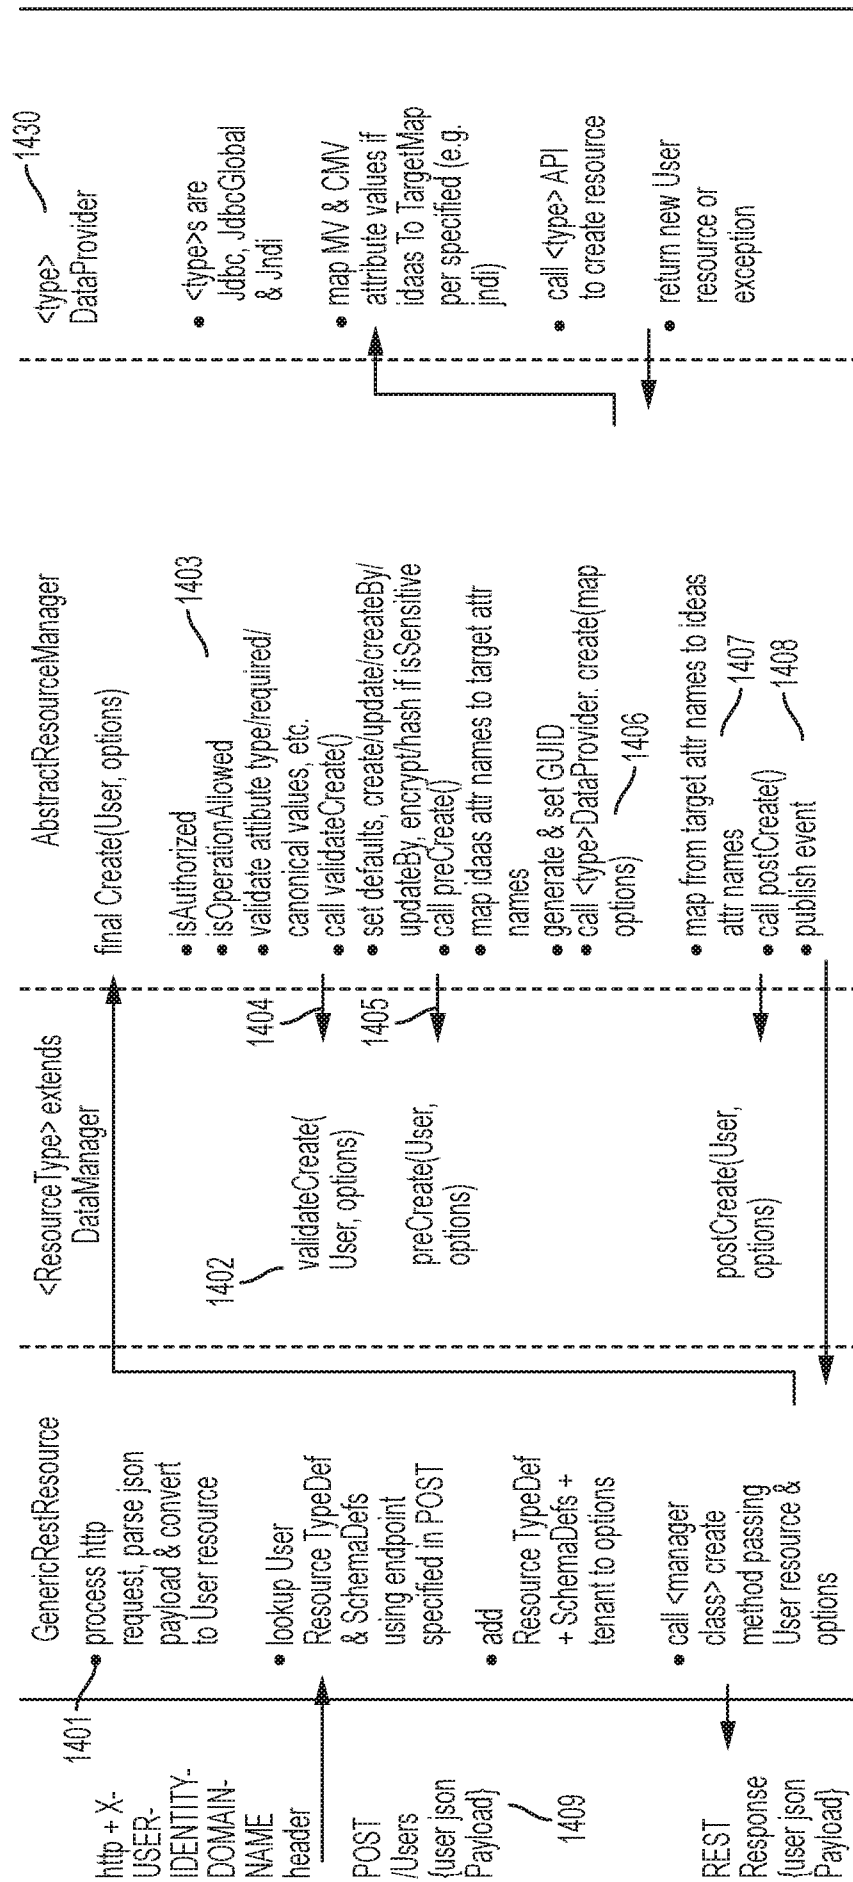 http + X-
USER-
IDENTITY-
DOMAIN-
NAME
header
POST
/Users
{user json
Payload}
1409
REST
Response
{user json
Payload}
GenericRestResource
1401
• process http
request, parse json
payload & convert
to User resource
• lookup User
Resource TypeDef
& SchemaDefs
using endpoint
specified in POST
• add
Resource TypeDef
+ SchemaDefs +
tenant to options
• call <manager
class> create
method passing
User resource &
options
<ResourceType> extends
DataManager
1402
validateCreate(
User, options)
preCreate(User,
options)
postCreate(User,
options)
1404
1405
AbstractResourceManager
final Create(User, options)
1403
• isAuthorized
• isOperationAllowed
• validate attibute type/required/
canonical values, etc.
• call validateCreate()
• set defaults, create/update/createBy/
updateBy, encrypt/hash if isSensitive
• call preCreate()
• map idaas attr names to target attr
names
• generate & set GUID
• call <type>DataProvider. create(map
options)
1406
• map from target attr names to ideas
attr names
1407
• call postCreate()
1408
• publish event
<type>
DataProvider
1430
• <type>s are
Jdbc, JdbcGlobal
& Jndi
• map MV & CMV
attribute values if
idaas To TargetMap
per specified (e.g.
jndi)
• call <type> API
to create resource
• return new User
resource or
exception